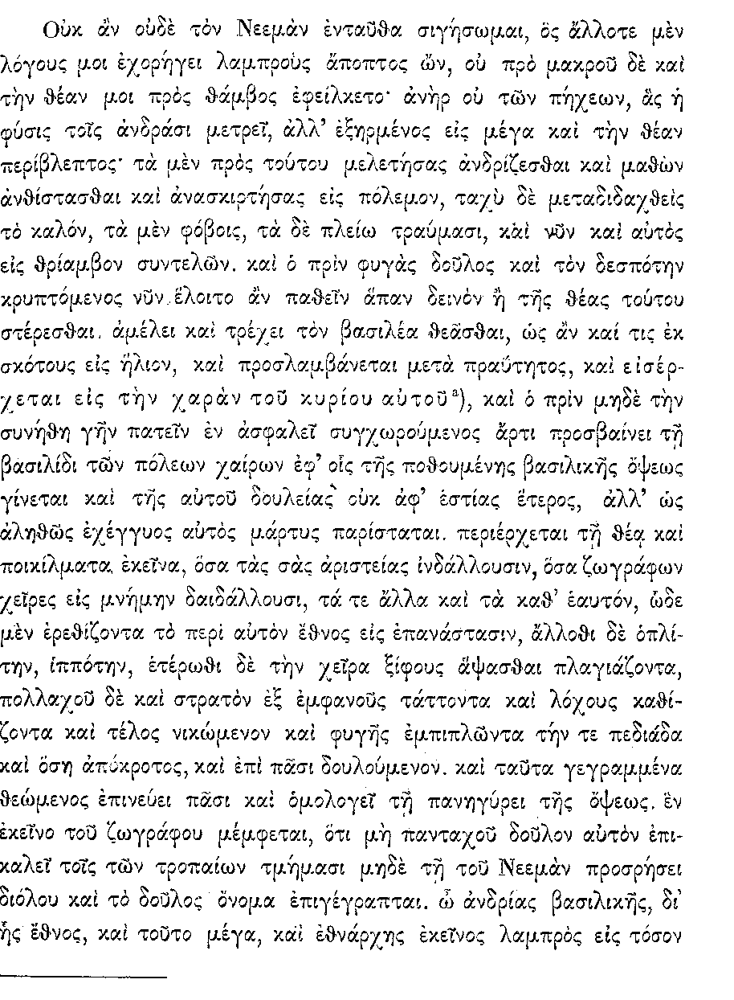 Οὐκ ἂν οὐδὲ τὸν Νεεμὰν ἐνταῦθα σιγήσωμαι, ὃς ἄλλοτε μὲν
λόγους μοι ἐχορήγει λαμπροὺς ἄποπτος ὤν, οὐ πρὸ μακροῦ δὲ καὶ
τὴν θέαν μοι πρὸς θάμβος ἐφείλκετο· ἀνὴρ οὐ τῶν πήχεων, ἃς ἡ
φύσις τοῖς ἀνδράσι μετρεῖ, ἀλλ’ ἐξηρμένος εἰς μέγα καὶ τὴν θέαν
περίβλεπτος· τὰ μὲν πρὸς τούτου μελετήσας ἀνδρίζεσθαι καὶ μαθὼν
ἀνθίστασθαι καὶ ἀνασκιρτήσας εἰς πόλεμον, ταχὺ δὲ μεταδιδαχθεὶς
τὸ καλόν, τὰ μὲν φόβοις, τὰ δὲ πλείω τραύμασι, καὶ νῦν καὶ αὐτὸς
εἰς θρίαμβον συντελῶν. καὶ ὁ πρὶν φυγὰς δοῦλος καὶ τὸν δεσπότην
κρυπτόμενος νῦν ἕλοιτο ἂν παθεῖν ἅπαν δεινὸν ἢ τῆς θέας τούτου
στέρεσθαι. ἀμέλει καὶ τρέχει τὸν βασιλέα θεᾶσθαι, ὡς ἂν καί τις ἐκ
σκότους εἰς ἥλιον, καὶ προσλαμβάνεται μετὰ πραΰτητος, καὶ εἰσέρ-
χεται εἰς τὴν χαρὰν τοῦ κυρίου αὐτοῦ a), καὶ ὁ πρὶν μηδὲ τὴν
συνήθη γῆν πατεῖν ἐν ἀσφαλεῖ συγχωρούμενος ἄρτι προσβαίνει τῇ
βασιλίδι τῶν πόλεων χαίρων ἐφ’ οἷς τῆς ποθουμένης βασιλικῆς ὄψεως
γίνεται καὶ τῆς αὐτοῦ δουλείας οὐκ ἀφ’ ἑστίας ἕτερος, ἀλλ’ ὡς
ἀληθῶς ἐχέγγυος αὐτὸς μάρτυς παρίσταται. περιέρχεται τῇ θέᾳ καὶ
ποικίλματα ἐκεῖνα, ὅσα τὰς σὰς ἀριστείας ἰνδάλλουσιν, ὅσα ζωγράφων
χεῖρες εἰς μνήμην δαιδάλλουσι, τά τε ἄλλα καὶ τὰ καθ’ ἑαυτόν, ὧδε
μὲν ἐρεθίζοντα τὸ περὶ αὐτὸν ἔθνος εἰς ἐπανάστασιν, ἄλλοθι δὲ ὁπλί-
την, ἱππότην, ἑτέρωθι δὲ τὴν χεῖρα ξίφους ἅψασθαι πλαγιάζοντα,
πολλαχοῦ δὲ καὶ στρατὸν ἐξ ἐμφανοῦς τάττοντα καὶ λόχους καθί-
ζοντα καὶ τέλος νικώμενον καὶ φυγῆς ἐμπιπλῶντα τήν τε πεδιάδα
καὶ ὅση ἀπόκροτος, καὶ ἐπὶ πᾶσι δουλούμενον. καὶ ταῦτα γεγραμμένα
θεώμενος ἐπινεύει πᾶσι καὶ ὁμολογεῖ τῇ πανηγύρει τῆς ὄψεως. ἓν
ἐκεῖνο τοῦ ζωγράφου μέμφεται, ὅτι μὴ πανταχοῦ δοῦλον αὐτὸν ἐπι-
καλεῖ τοῖς τῶν τροπαίων τμήμασι μηδὲ τῇ τοῦ Νεεμὰν προσρήσει
διόλου καὶ τὸ δοῦλος ὄνομα ἐπιγέγραπται. ὢ ἀνδρίας βασιλικῆς, δι’
ἧς ἔθνος, καὶ τοῦτο μέγα, καὶ ἐθνάρχης ἐκεῖνος λαμπρὸς εἰς τόσον